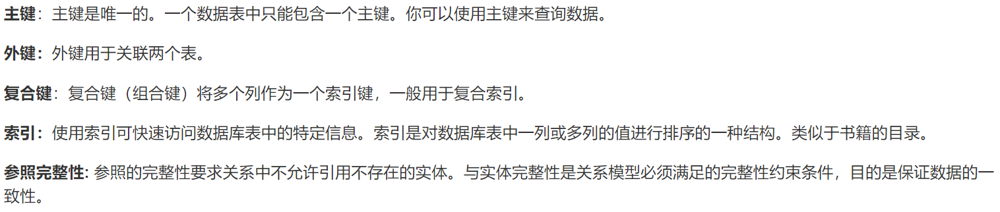 主键：主键是唯一的。一个数据表中只能包含一个主键。你可以使用主键来查询数据。
外键：外键用于关联两个表。
复合键：复合键（组合键）将多个列作为一个索引键，一般用于复合索引。
索引：使用索引可快速访问数据库表中的特定信息。索引是对数据库表中一列或多列的值进行排序的一种结构。类似于书籍的目录。
参照完整性: 参照的完整性要求关系中不允许引用不存在的实体。与实体完整性是关系模型必须满足的完整性约束条件，目的是保证数据的一
致性。